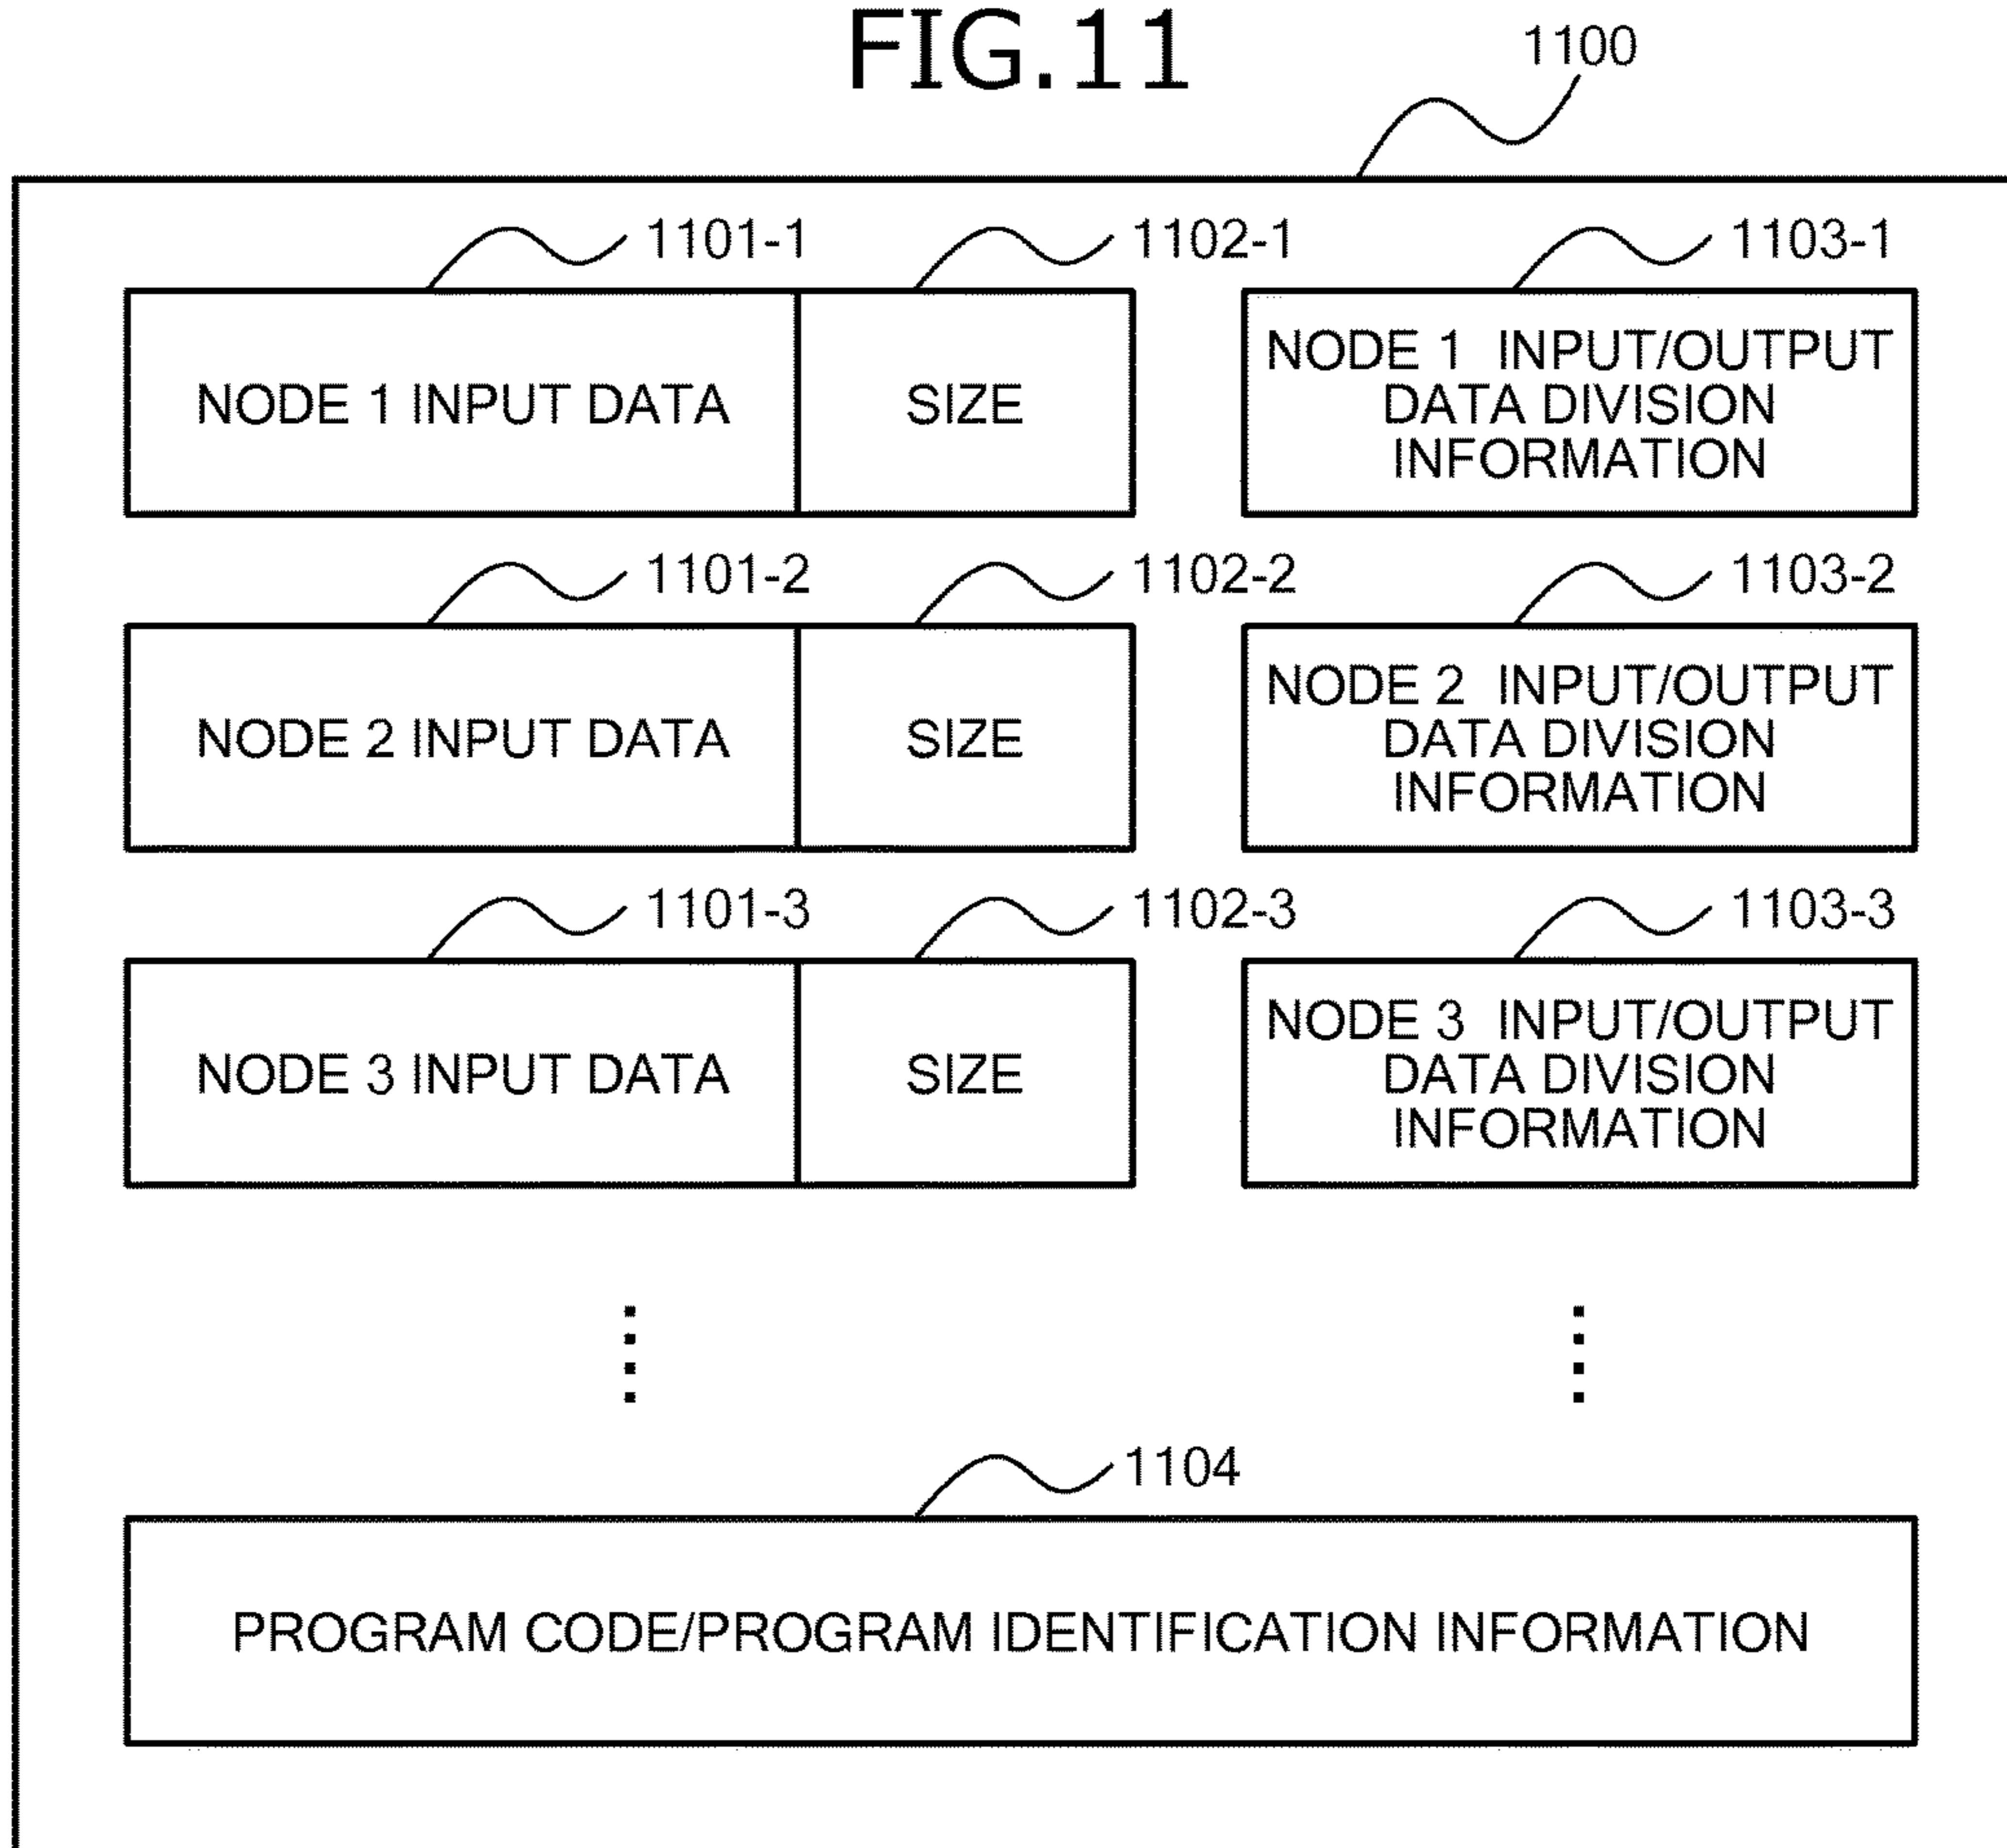 FIG.11
1100
1101-1
1102-1
1103-1
NODE 1 INPUT DATA
SIZE
NODE 1 INPUT/OUTPUT
DATA DIVISION
INFORMATION
1101-2
1102-2
1103-2
NODE 2 INPUT DATA
SIZE
NODE 2 INPUT/OUTPUT
DATA DIVISION
INFORMATION
1101-3
1102-3
1103-3
NODE 3 INPUT DATA
SIZE
NODE 3 INPUT/OUTPUT
DATA DIVISION
INFORMATION
1104
PROGRAM CODE/PROGRAM IDENTIFICATION INFORMATION